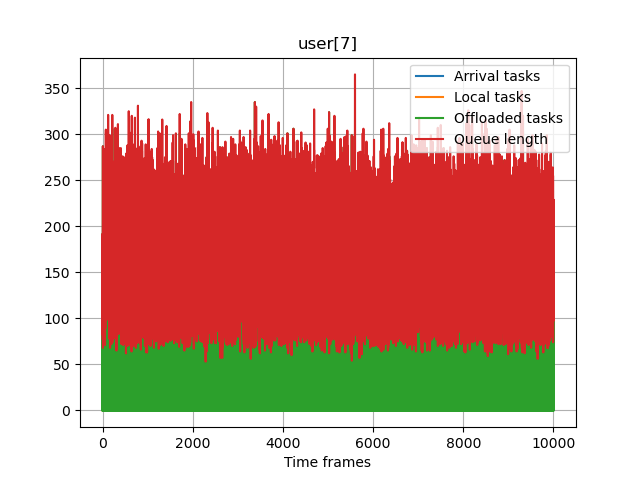 user[7]
Arrival tasks
Local tasks
Offloaded tasks
Queue length
350
300
250
200
150
100
50
0
0 2000 4000 6000 8000 10000
Time frames